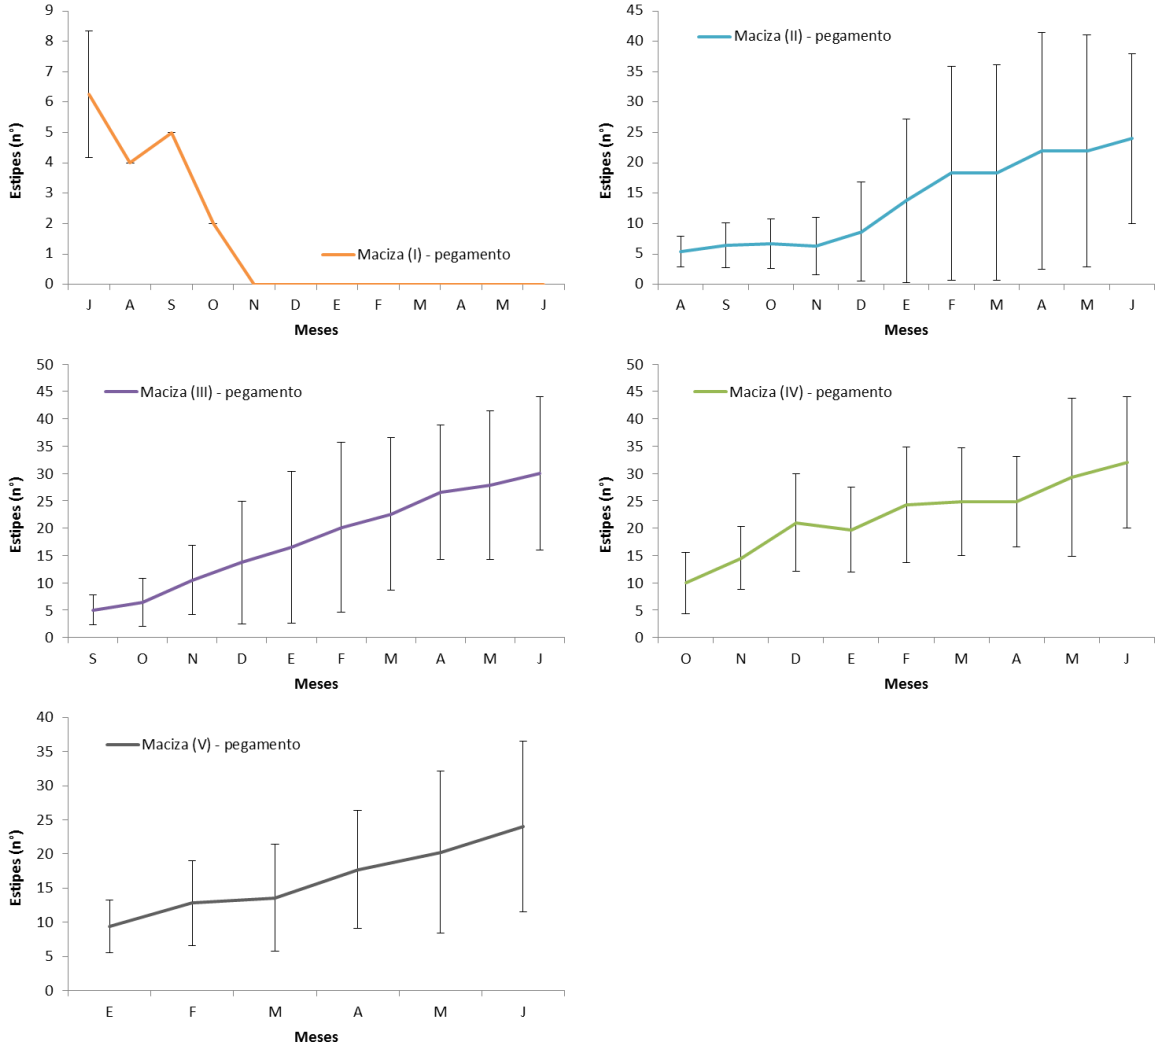 9
8
7
6
5
4
3
2
1
0
Estipes (n°)
Maciza (I) - pegamento
J A S O N D E F M A M J
Meses
45
40
35
30
25
20
15
10
5
0
Estipes (n°)
Maciza (II) - pegamento
A S O N D E F M A M J
Meses
50
45
40
35
30
25
20
15
10
5
0
Estipes (n°)
Maciza (III) - pegamento
S O N D E F M A M J
Meses
50
45
40
35
30
25
20
15
10
5
0
Estipes (n°)
Maciza (IV) - pegamento
O N D E F M A M J
Meses
40
35
30
25
20
15
10
5
0
Estipes (n°)
Maciza (V) - pegamento
E F M A M J
Meses